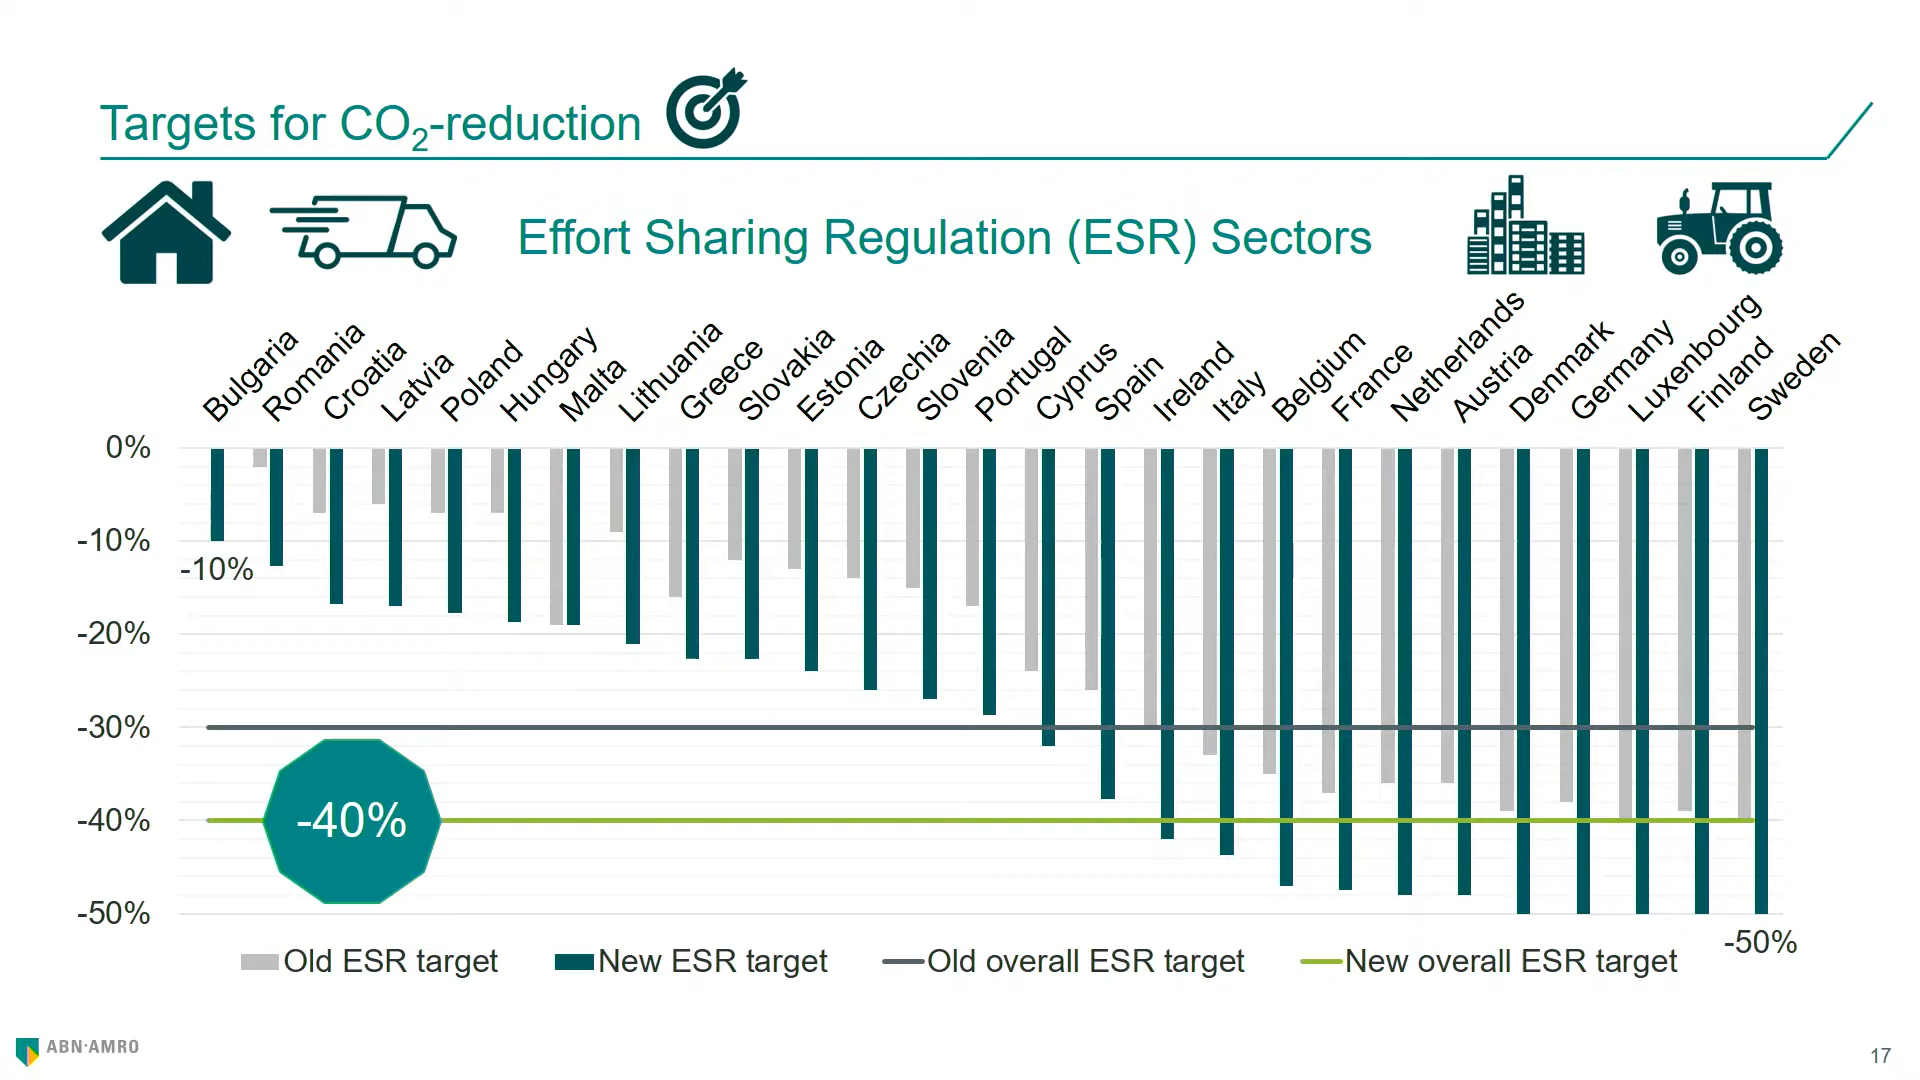 Targets for CO₂-reduction
Effort Sharing Regulation (ESR) Sectors
Bulgaria
Romania
Croatia
Latvia
Poland
Hungary
Malta
Lithuania
Greece
Slovakia
Estonia
Czechia
Slovenia
Portugal
Cyprus
Spain
Ireland
Italy
Belgium
France
Netherlands
Austria
Denmark
Germany
Luxenbourg
Finland
Sweden
0%
-10%
-10%
-20%
-30%
-40%
-40%
-50%
-50%
Old ESR target
New ESR target
Old overall ESR target
New overall ESR target
ABN·AMRO
17